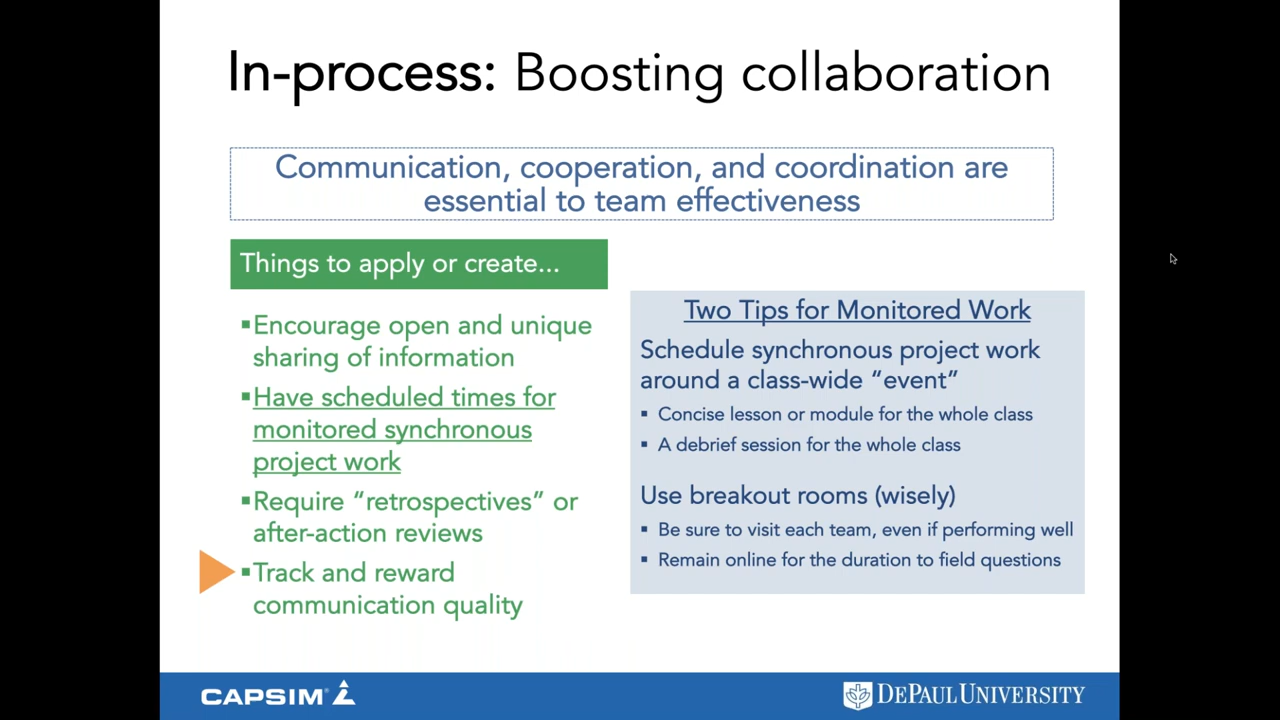 In-process: Boosting collaboration
Communication, cooperation, and coordination are
essential to team effectiveness
Things to apply or create...
▪Encourage open and unique
sharing of information
▪Have scheduled times for
monitored synchronous
project work
▪Require “retrospectives” or
after-action reviews
▪Track and reward
communication quality
Two Tips for Monitored Work
Schedule synchronous project work
around a class-wide “event”
▪ Concise lesson or module for the whole class
▪ A debrief session for the whole class
Use breakout rooms (wisely)
▪ Be sure to visit each team, even if performing well
▪ Remain online for the duration to field questions
CAPSIM®
DEPAUL UNIVERSITY